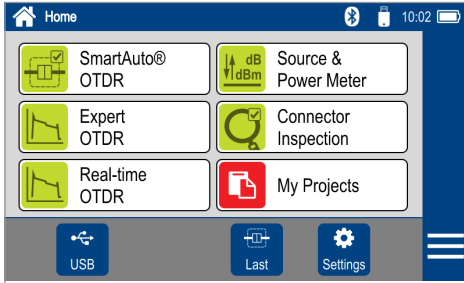 Home
10:02
SmartAuto®
OTDR
dB
dBm
Source &
Power Meter
Expert
OTDR
Connector
Inspection
Real-time
OTDR
My Projects
USB
Last
Settings